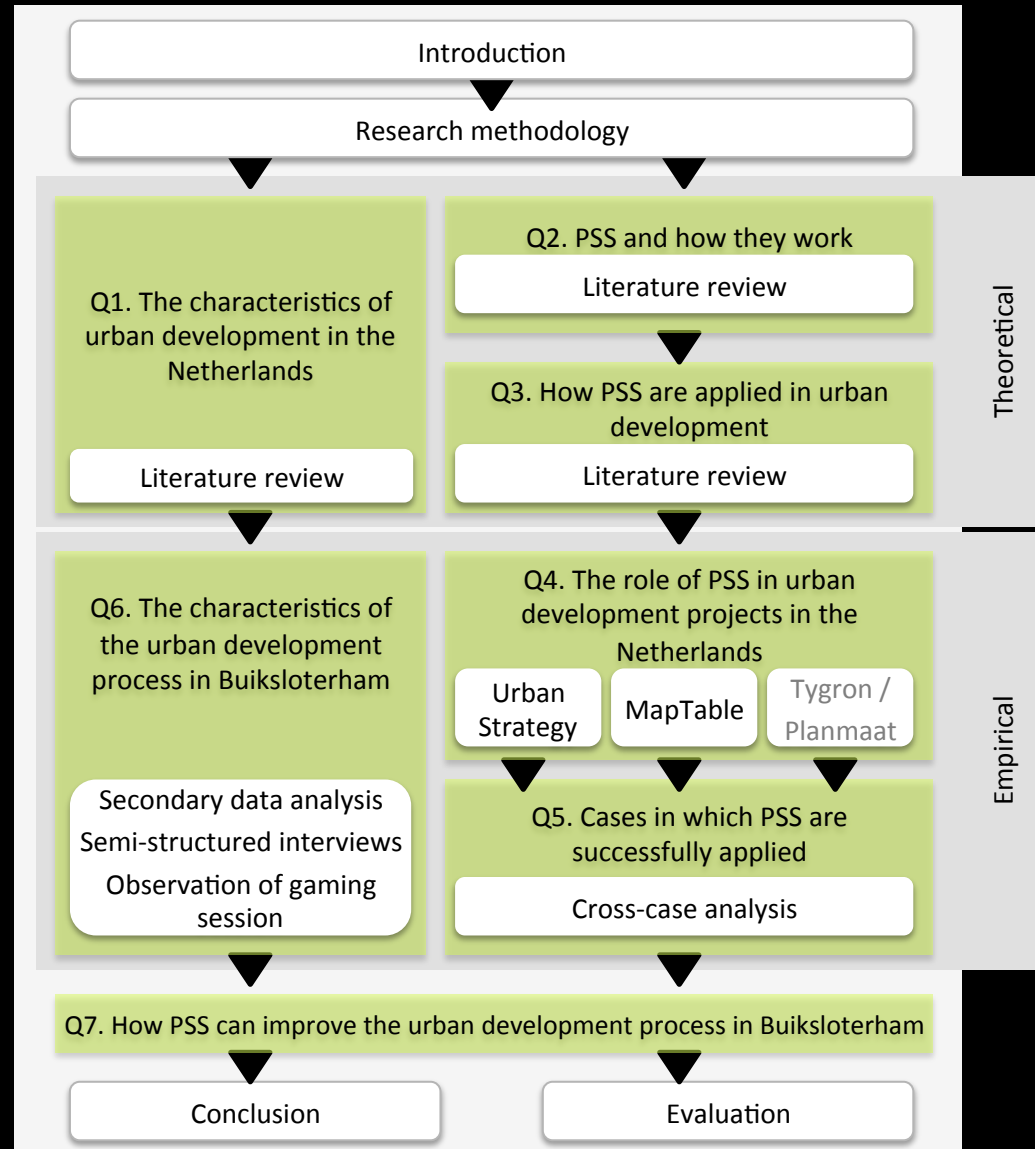 Introduction
Research methodology
Q1. The characteristics of
urban development in the
Netherlands
Literature review
Q2. PSS and how they work
Literature review
Q3. How PSS are applied in urban
development
Literature review
Theoretical
Q6. The characteristics of
the urban development
process in Buiksloterham
Secondary data analysis
Semi-structured interviews
Observation of gaming
session
Q4. The role of PSS in urban
development projects in the
Netherlands
Urban
Strategy
MapTable
Tygron /
Planmaat
Q5. Cases in which PSS are
successfully applied
Cross-case analysis
Empirical
Q7. How PSS can improve the urban development process in Buiksloterham
Conclusion
Evaluation